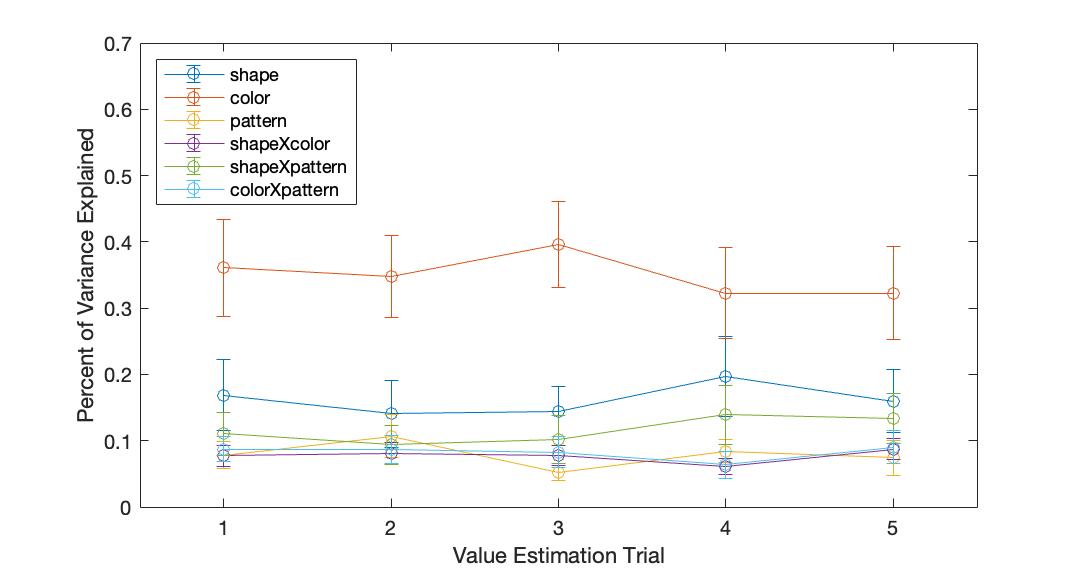 0.7
0.6
0.5
0.4
0.3
0.2
0.1
0
Percent of Variance Explained
shape
color
pattern
shapeXcolor
shapeXpattern
colorXpattern
1 2 3 4 5
Value Estimation Trial